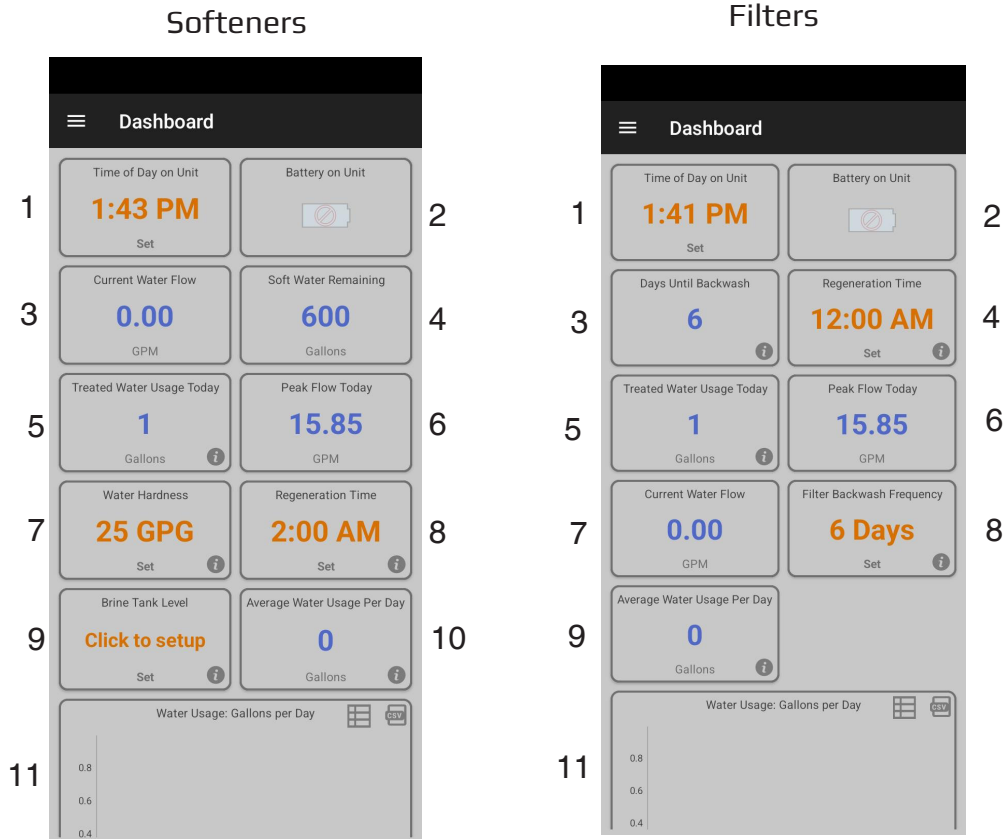 Softeners
Dashboard
1
Time of Day on Unit
1:43 PM
Set
Battery on Unit
2
3
Current Water Flow
0.00
GPM
Soft Water Remaining
600
Gallons
4
5
Treated Water Usage Today
1
Gallons
i
Peak Flow Today
15.85
GPM
6
7
Water Hardness
25 GPG
Set
i
Regeneration Time
2:00 AM
Set
i
8
9
Brine Tank Level
Click to setup
Set
i
Average Water Usage Per Day
0
Gallons
i
10
11
Water Usage: Gallons per Day
CSV
0.8
0.6
0.4
Filters
Dashboard
1
Time of Day on Unit
1:41 PM
Set
Battery on Unit
2
3
Days Until Backwash
6
i
Regeneration Time
12:00 AM
Set
i
4
5
Treated Water Usage Today
1
Gallons
i
Peak Flow Today
15.85
GPM
6
7
Current Water Flow
0.00
GPM
Filter Backwash Frequency
6 Days
Set
i
8
9
Average Water Usage Per Day
0
Gallons
i
11
Water Usage: Gallons per Day
CSV
0.8
0.6
0.4